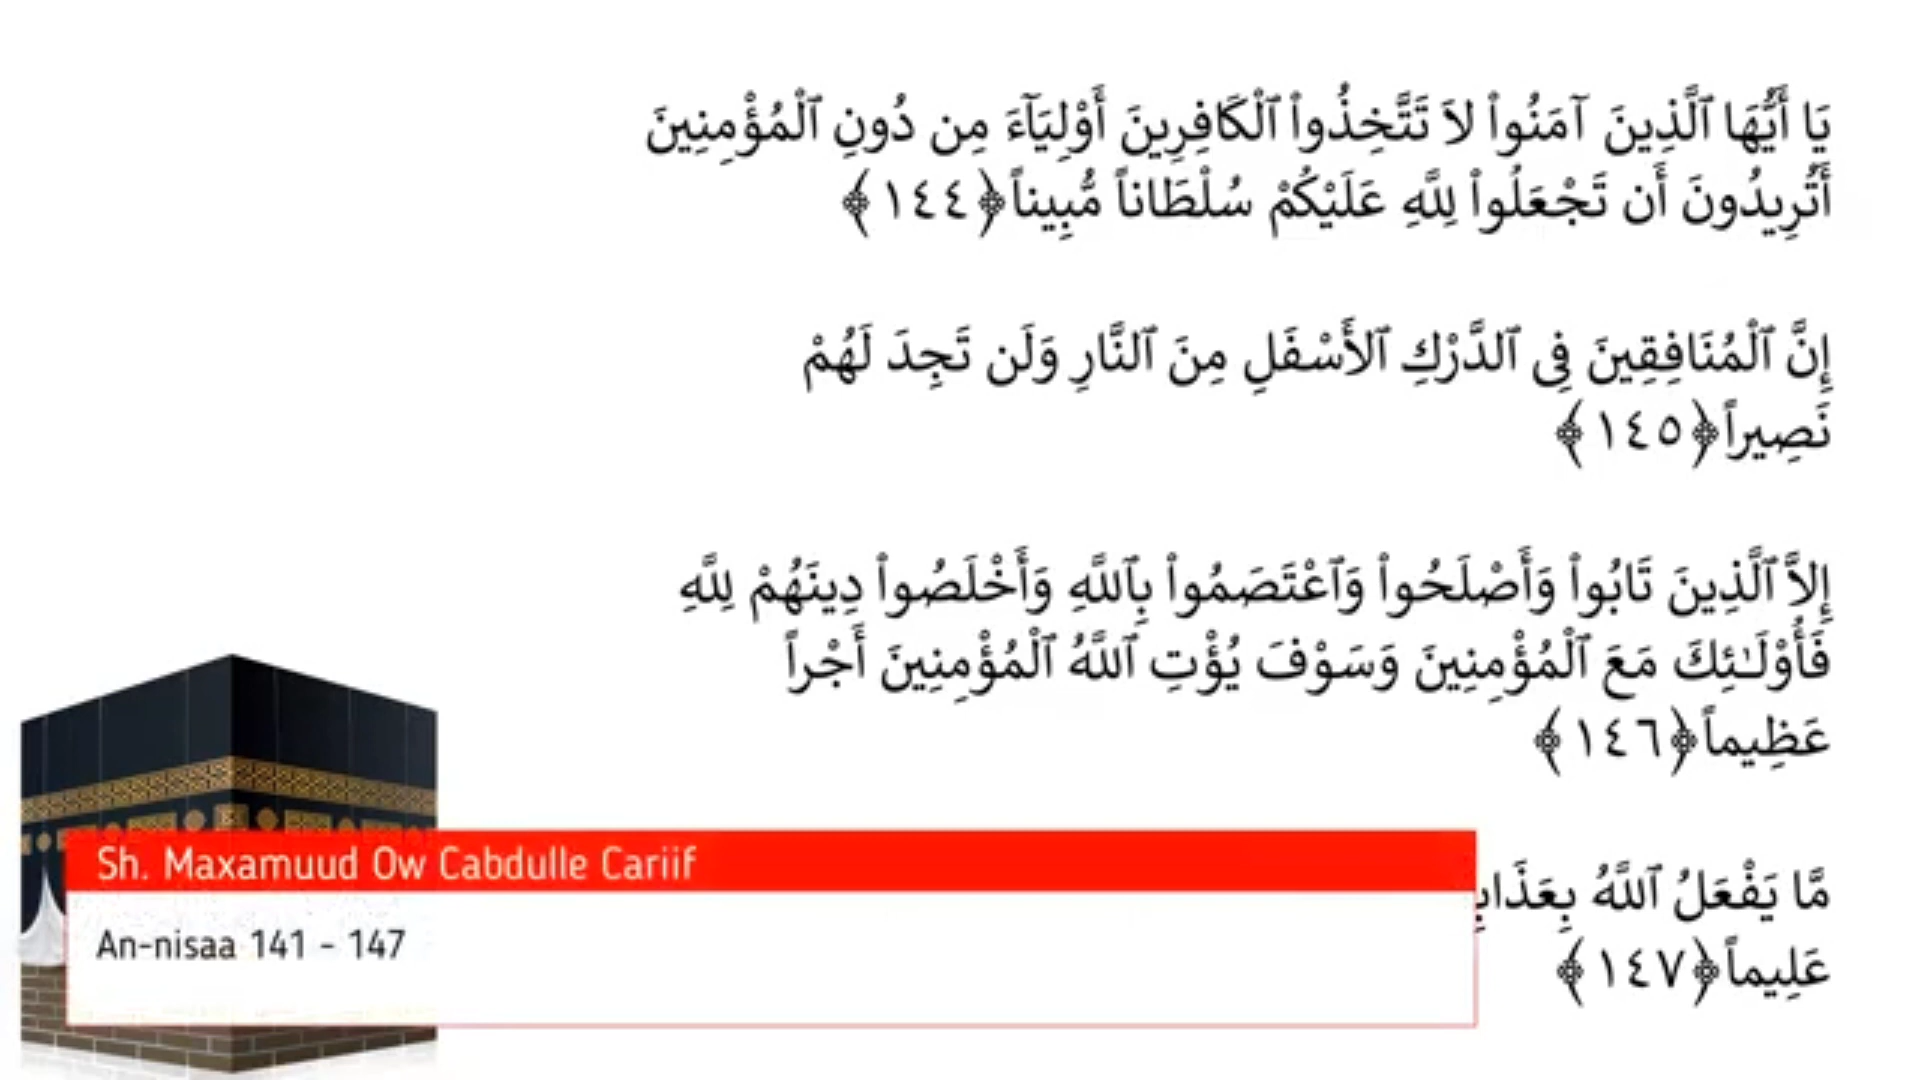 يَا أَيُّهَا ٱلَّذِينَ آمَنُواْ لاَ تَتَّخِذُواْ ٱلْكَافِرِينَ أَوْلِيَآءَ مِن دُونِ ٱلْمُؤْمِنِينَ
أَتُرِيدُونَ أَن تَجْعَلُواْ لِلَّهِ عَلَيْكُمْ سُلْطَاناً مُّبِيناً﴿١٤٤﴾
إِنَّ ٱلْمُنَافِقِينَ فِى ٱلدَّرْكِ ٱلأَسْفَلِ مِنَ ٱلنَّارِ وَلَن تَجِدَ لَهُمْ
نَصِيراً﴿١٤٥﴾
إِلاَّ ٱلَّذِينَ تَابُواْ وَأَصْلَحُواْ وَٱعْتَصَمُواْ بِٱللَّهِ وَأَخْلَصُواْ دِينَهُمْ لِلَّهِ
فَأُوْلَـٰئِكَ مَعَ ٱلْمُؤْمِنِينَ وَسَوْفَ يُؤْتِ ٱللَّهُ ٱلْمُؤْمِنِينَ أَجْراً
عَظِيماً﴿١٤٦﴾
مَّا يَفْعَلُ ٱللَّهُ
عَلِيماً﴿١٤٧﴾
Sh. Maxamuud Ow Cabdulle Cariif
An-nisaa 141 - 147